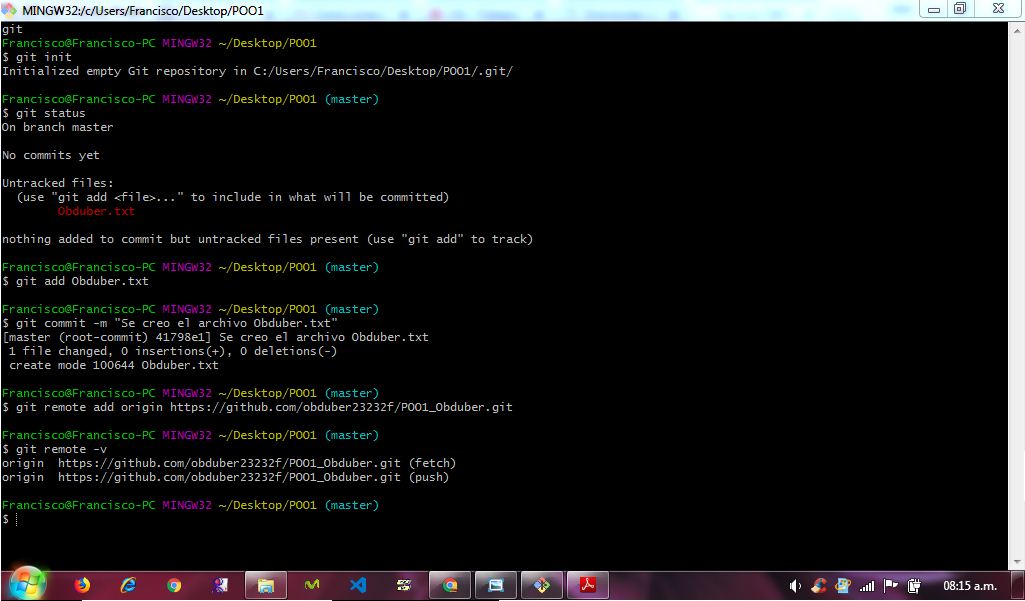 MINGW32:/c/Users/Francisco/Desktop/POO1
git
Francisco@Francisco-PC MINGW32 ~/Desktop/POO1
$ git init
Initialized empty Git repository in C:/Users/Francisco/Desktop/POO1/.git/
Francisco@Francisco-PC MINGW32 ~/Desktop/POO1 (master)
$ git status
On branch master
No commits yet
Untracked files:
(use "git add <file>..." to include in what will be committed)
Obduber.txt
nothing added to commit but untracked files present (use "git add" to track)
Francisco@Francisco-PC MINGW32 ~/Desktop/POO1 (master)
$ git add Obduber.txt
Francisco@Francisco-PC MINGW32 ~/Desktop/POO1 (master)
$ git commit -m "Se creo el archivo Obduber.txt"
[master (root-commit) 41798e1] Se creo el archivo Obduber.txt
1 file changed, 0 insertions(+), 0 deletions(-)
create mode 100644 Obduber.txt
Francisco@Francisco-PC MINGW32 ~/Desktop/POO1 (master)
$ git remote add origin https://github.com/obduber23232f/POO1_Obduber.git
Francisco@Francisco-PC MINGW32 ~/Desktop/POO1 (master)
$ git remote -v
origin https://github.com/obduber23232f/POO1_Obduber.git (fetch)
origin https://github.com/obduber23232f/POO1_Obduber.git (push)
Francisco@Francisco-PC MINGW32 ~/Desktop/POO1 (master)
$
08:15 a.m.